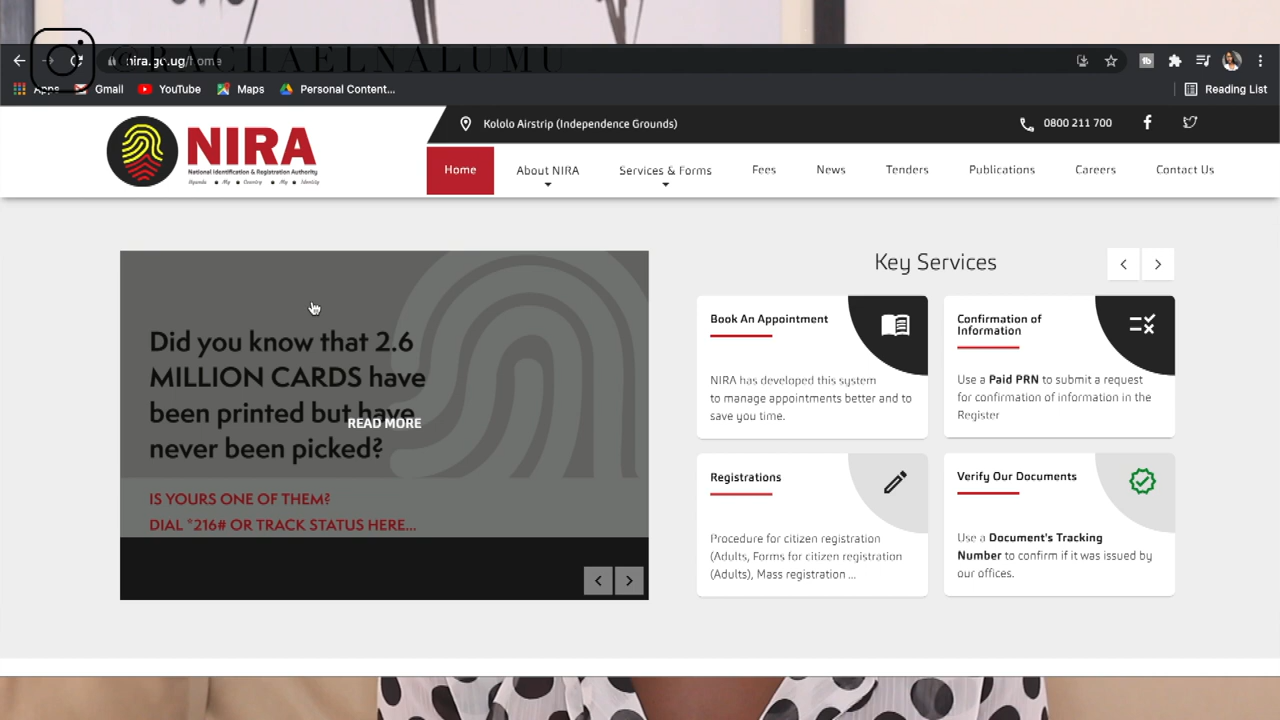 @RACHAELNALUMU
nira.go.ug/home
Apps Gmail YouTube Maps Personal Content... Reading List
Kololo Airstrip (Independence Grounds) 0800 211 700
NIRA
National Identification & Registration Authority
Uganda My Country My Identity
Home About NIRA Services & Forms Fees News Tenders Publications Careers Contact Us
Did you know that 2.6
MILLION CARDS have
been printed but have
never been picked?
READ MORE
IS YOURS ONE OF THEM?
DIAL *216# OR TRACK STATUS HERE...
Key Services
Book An Appointment
NIRA has developed this system
to manage appointments better and to
save you time.
Confirmation of
Information
Use a Paid PRN to submit a request
for confirmation of information in the
Register
Registrations
Procedure for citizen registration
(Adults, Forms for citizen registration
(Adults), Mass registration ...
Verify Our Documents
Use a Document's Tracking
Number to confirm if it was issued by
our offices.